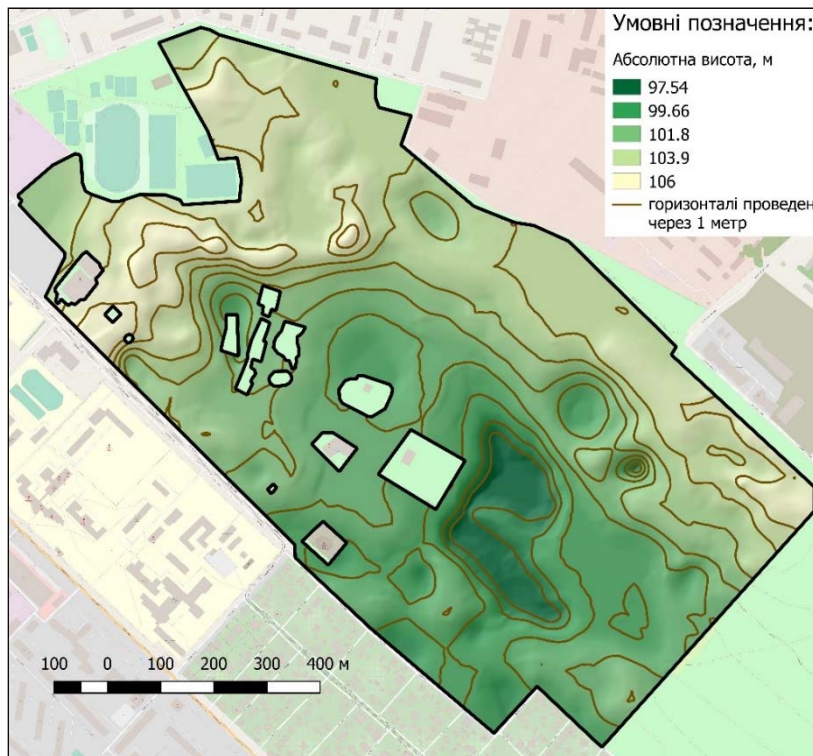 Умовні позначення:
Абсолютна висота, м
97.54
99.66
101.8
103.9
106
горизонталі проведен
через 1 метр
100 0 100 200 300 400 м